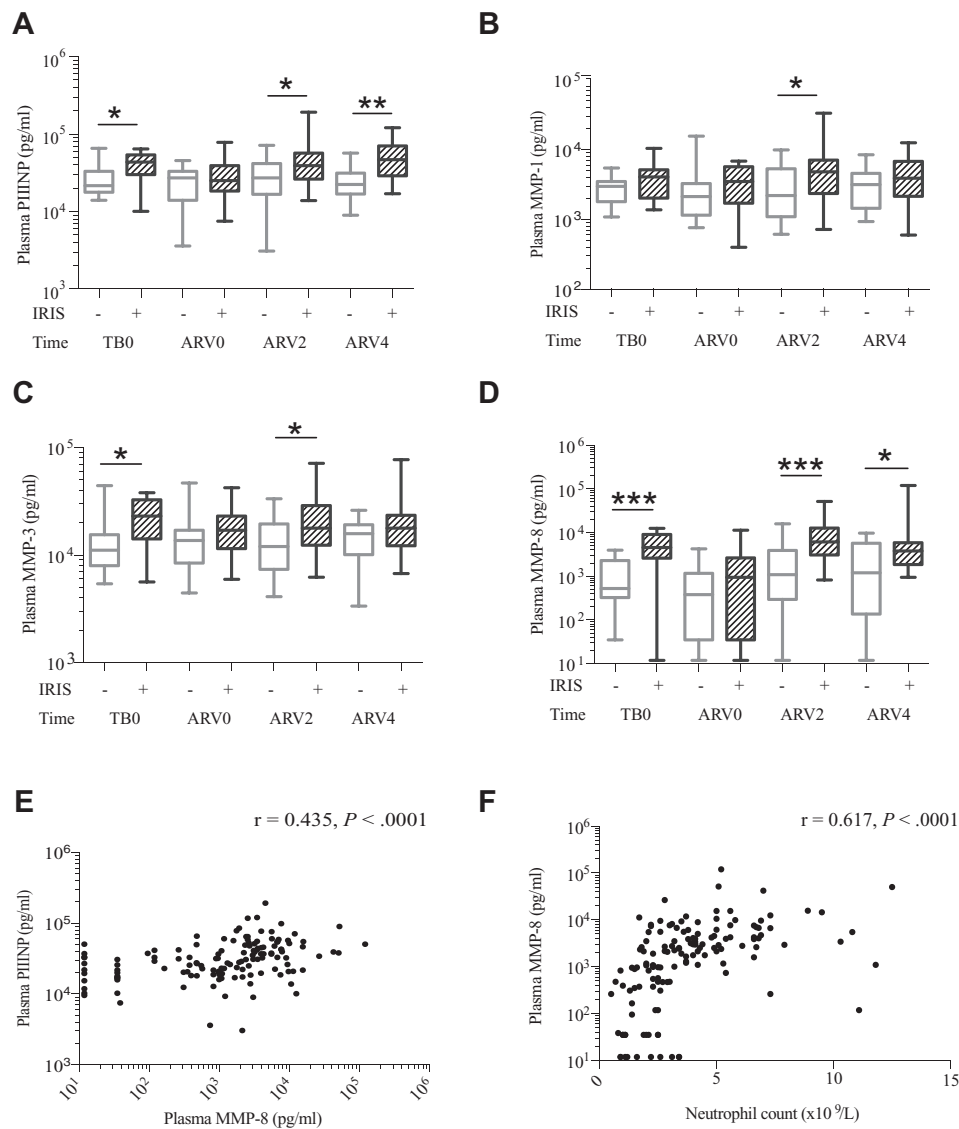 A
Plasma PIIINP (pg/ml)
10^6
10^5
10^4
10^3
* * **
IRIS - + - + - + - +
Time TB0 ARV0 ARV2 ARV4
B
Plasma MMP-1 (pg/ml)
10^5
10^4
10^3
10^2
*
IRIS - + - + - + - +
Time TB0 ARV0 ARV2 ARV4
C
Plasma MMP-3 (pg/ml)
10^5
10^4
10^3
* *
IRIS - + - + - + - +
Time TB0 ARV0 ARV2 ARV4
D
Plasma MMP-8 (pg/ml)
10^6
10^5
10^4
10^3
10^2
10^1
*** *** *
IRIS - + - + - + - +
Time TB0 ARV0 ARV2 ARV4
E
r = 0.435, P < .0001
Plasma PIIINP (pg/ml)
10^6
10^5
10^4
10^3
10^1 10^2 10^3 10^4 10^5 10^6
Plasma MMP-8 (pg/ml)
F
r = 0.617, P < .0001
Plasma MMP-8 (pg/ml)
10^6
10^5
10^4
10^3
10^2
10^1
0 5 10 15
Neutrophil count (x10^9/L)